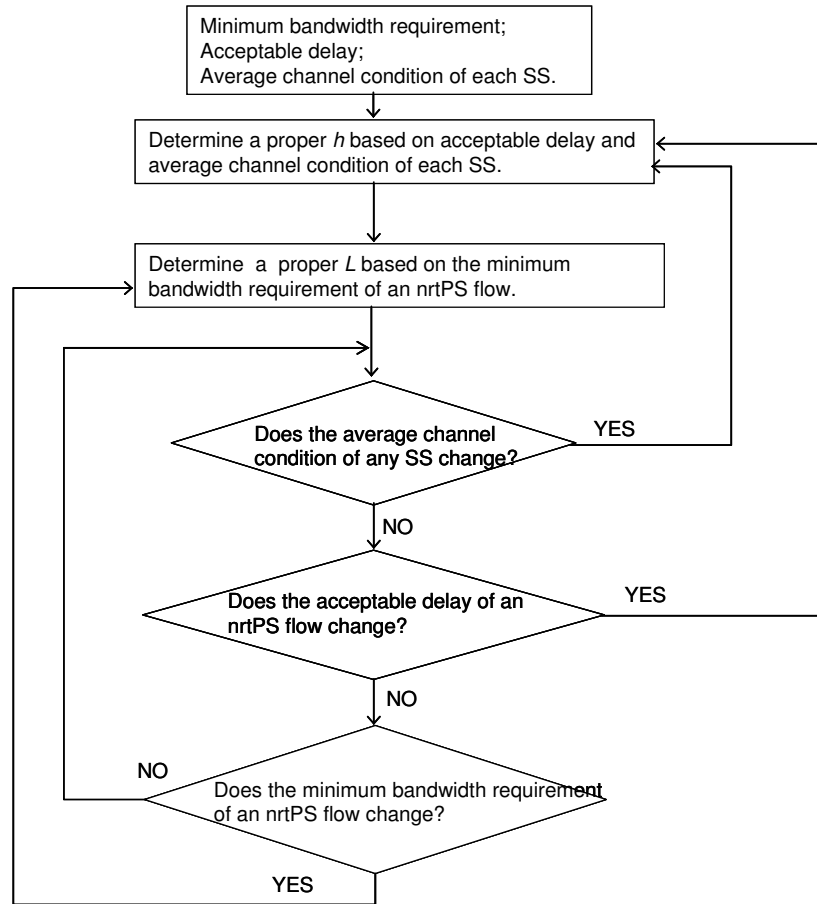 Minimum bandwidth requirement;
Acceptable delay;
Average channel condition of each SS.
Determine a proper h based on acceptable delay and
average channel condition of each SS.
Determine a proper L based on the minimum
bandwidth requirement of an nrtPS flow.
Does the average channel
condition of any SS change?
YES
NO
Does the acceptable delay of an
nrtPS flow change?
YES
NO
NO
Does the minimum bandwidth requirement
of an nrtPS flow change?
YES